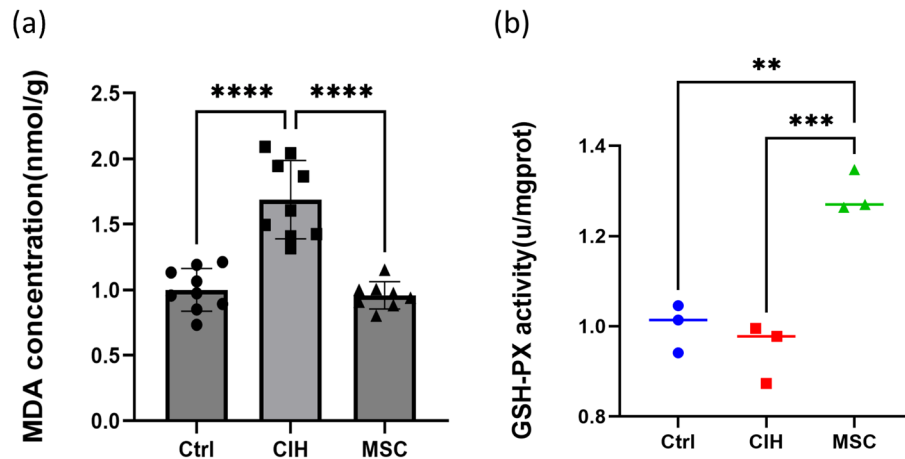 (a)
MDA concentration(nmol/g)
2.5
2.0
1.5
1.0
0.5
0.0
**** ****
Ctrl CIH MSC
(b)
GSH-PX activity(u/mgprot)
1.4
1.2
1.0
0.8
**
***
Ctrl CIH MSC